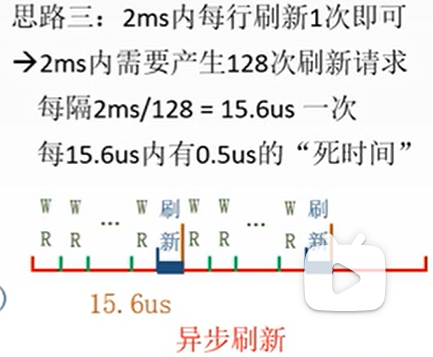 思路三：2ms内每行刷新1次即可
→2ms内需要产生128次刷新请求
每隔2ms/128 = 15.6us 一次
每15.6us内有0.5us的“死时间”
W W ... W 刷 W W ... W 刷
R R R 新 R R R 新
15.6us
异步刷新